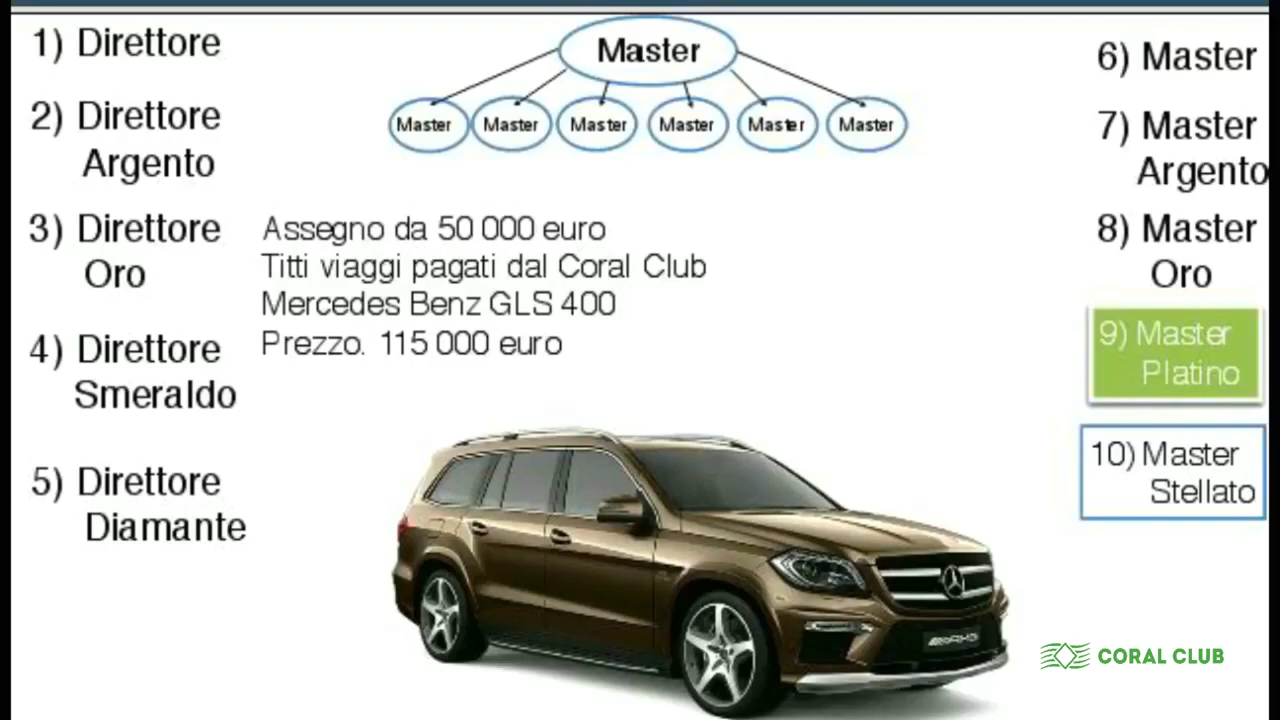 1) Direttore
2) Direttore
Argento
3) Direttore
Oro
4) Direttore
Smeraldo
5) Direttore
Diamante
Master
Master Master Master Master Master Master
Assegno da 50 000 euro
Titti viaggi pagati dal Coral Club
Mercedes Benz GLS 400
Prezzo. 115 000 euro
6) Master
7) Master
Argento
8) Master
Oro
9) Master
Platino
10) Master
Stellato
AMG
CORAL CLUB